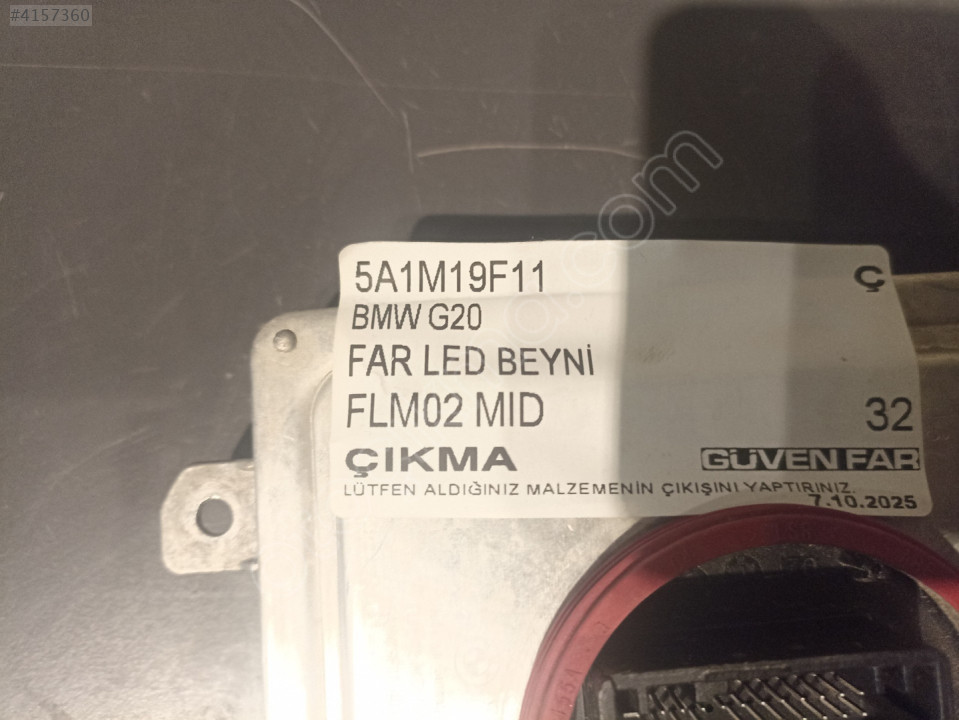 #4157360
5A1M19F11 Ç
BMW G20
FAR LED BEYNİ
FLM02 MID 32
ÇIKMA GÜVEN FAR
LÜTFEN ALDIĞINIZ MALZEMENİN ÇIKIŞINI YAPTIRINIZ.
7.10.2025